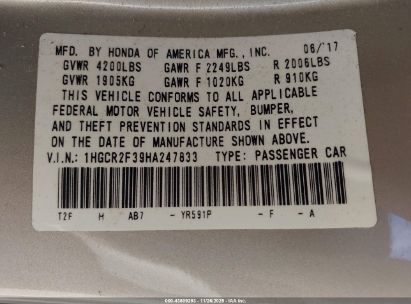 MFD. BY HONDA OF AMERICA MFG., INC. 06/17
GVWR 4200LBS GAWR F 2249LBS R 2006LBS
GVWR 1905KG GAWR F 1020KG R 910KG
THIS VEHICLE CONFORMS TO ALL APPLICABLE
FEDERAL MOTOR VEHICLE SAFETY, BUMPER,
AND THEFT PREVENTION STANDARDS IN EFFECT
ON THE DATE OF MANUFACTURE SHOWN ABOVE.
V.I.N.: 1HGCR2F39HA247833 TYPE: PASSENGER CAR
T2F H AB7 - YR591P - F - A